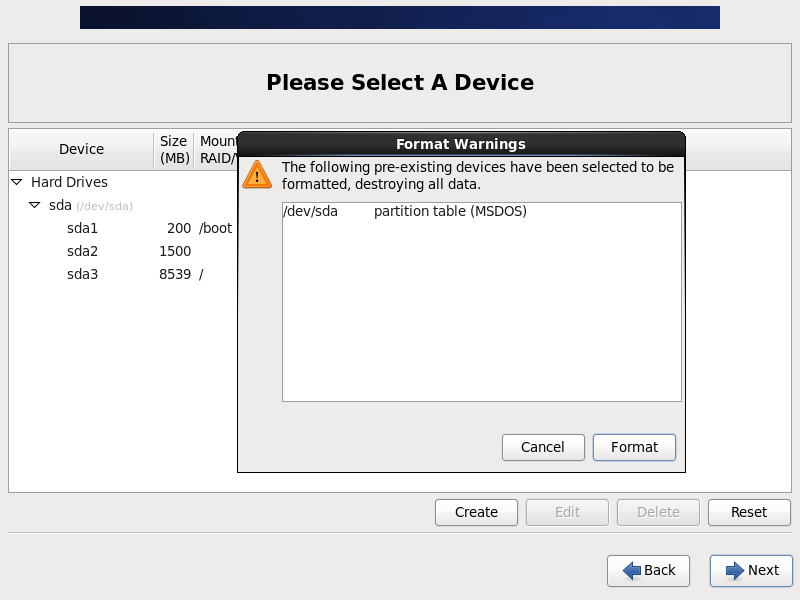 Please Select A Device
Device
Size
(MB)
Mount
RAID/
Hard Drives
sda (/dev/sda)
sda1 200 /boot
sda2 1500
sda3 8539 /
Format Warnings
The following pre-existing devices have been selected to be
formatted, destroying all data.
/dev/sda partition table (MSDOS)
Cancel Format
Create Edit Delete Reset
Back Next